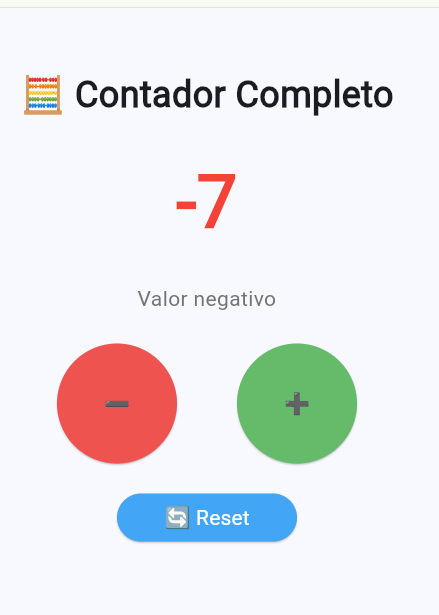 🧮 Contador Completo
-7
Valor negativo
➖ ➕
🔄 Reset